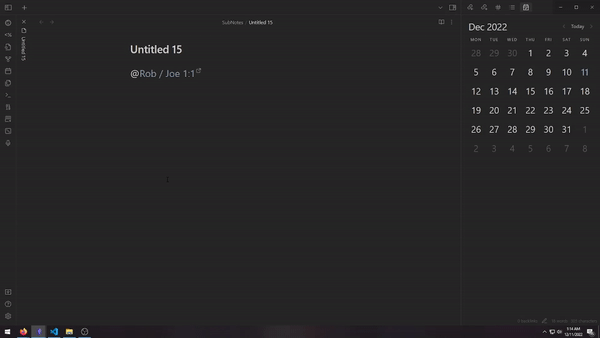 SubNotes / Untitled 15
Untitled 15
Untitled 15
@Rob / Joe 1:1
Dec 2022
Today
MON TUE WED THU FRI SAT SUN
28 29 30 1 2 3 4
5 6 7 8 9 10 11
12 13 14 15 16 17 18
19 20 21 22 23 24 25
26 27 28 29 30 31 1
2 3 4 5 6 7 8
1:14 AM
12/11/2022